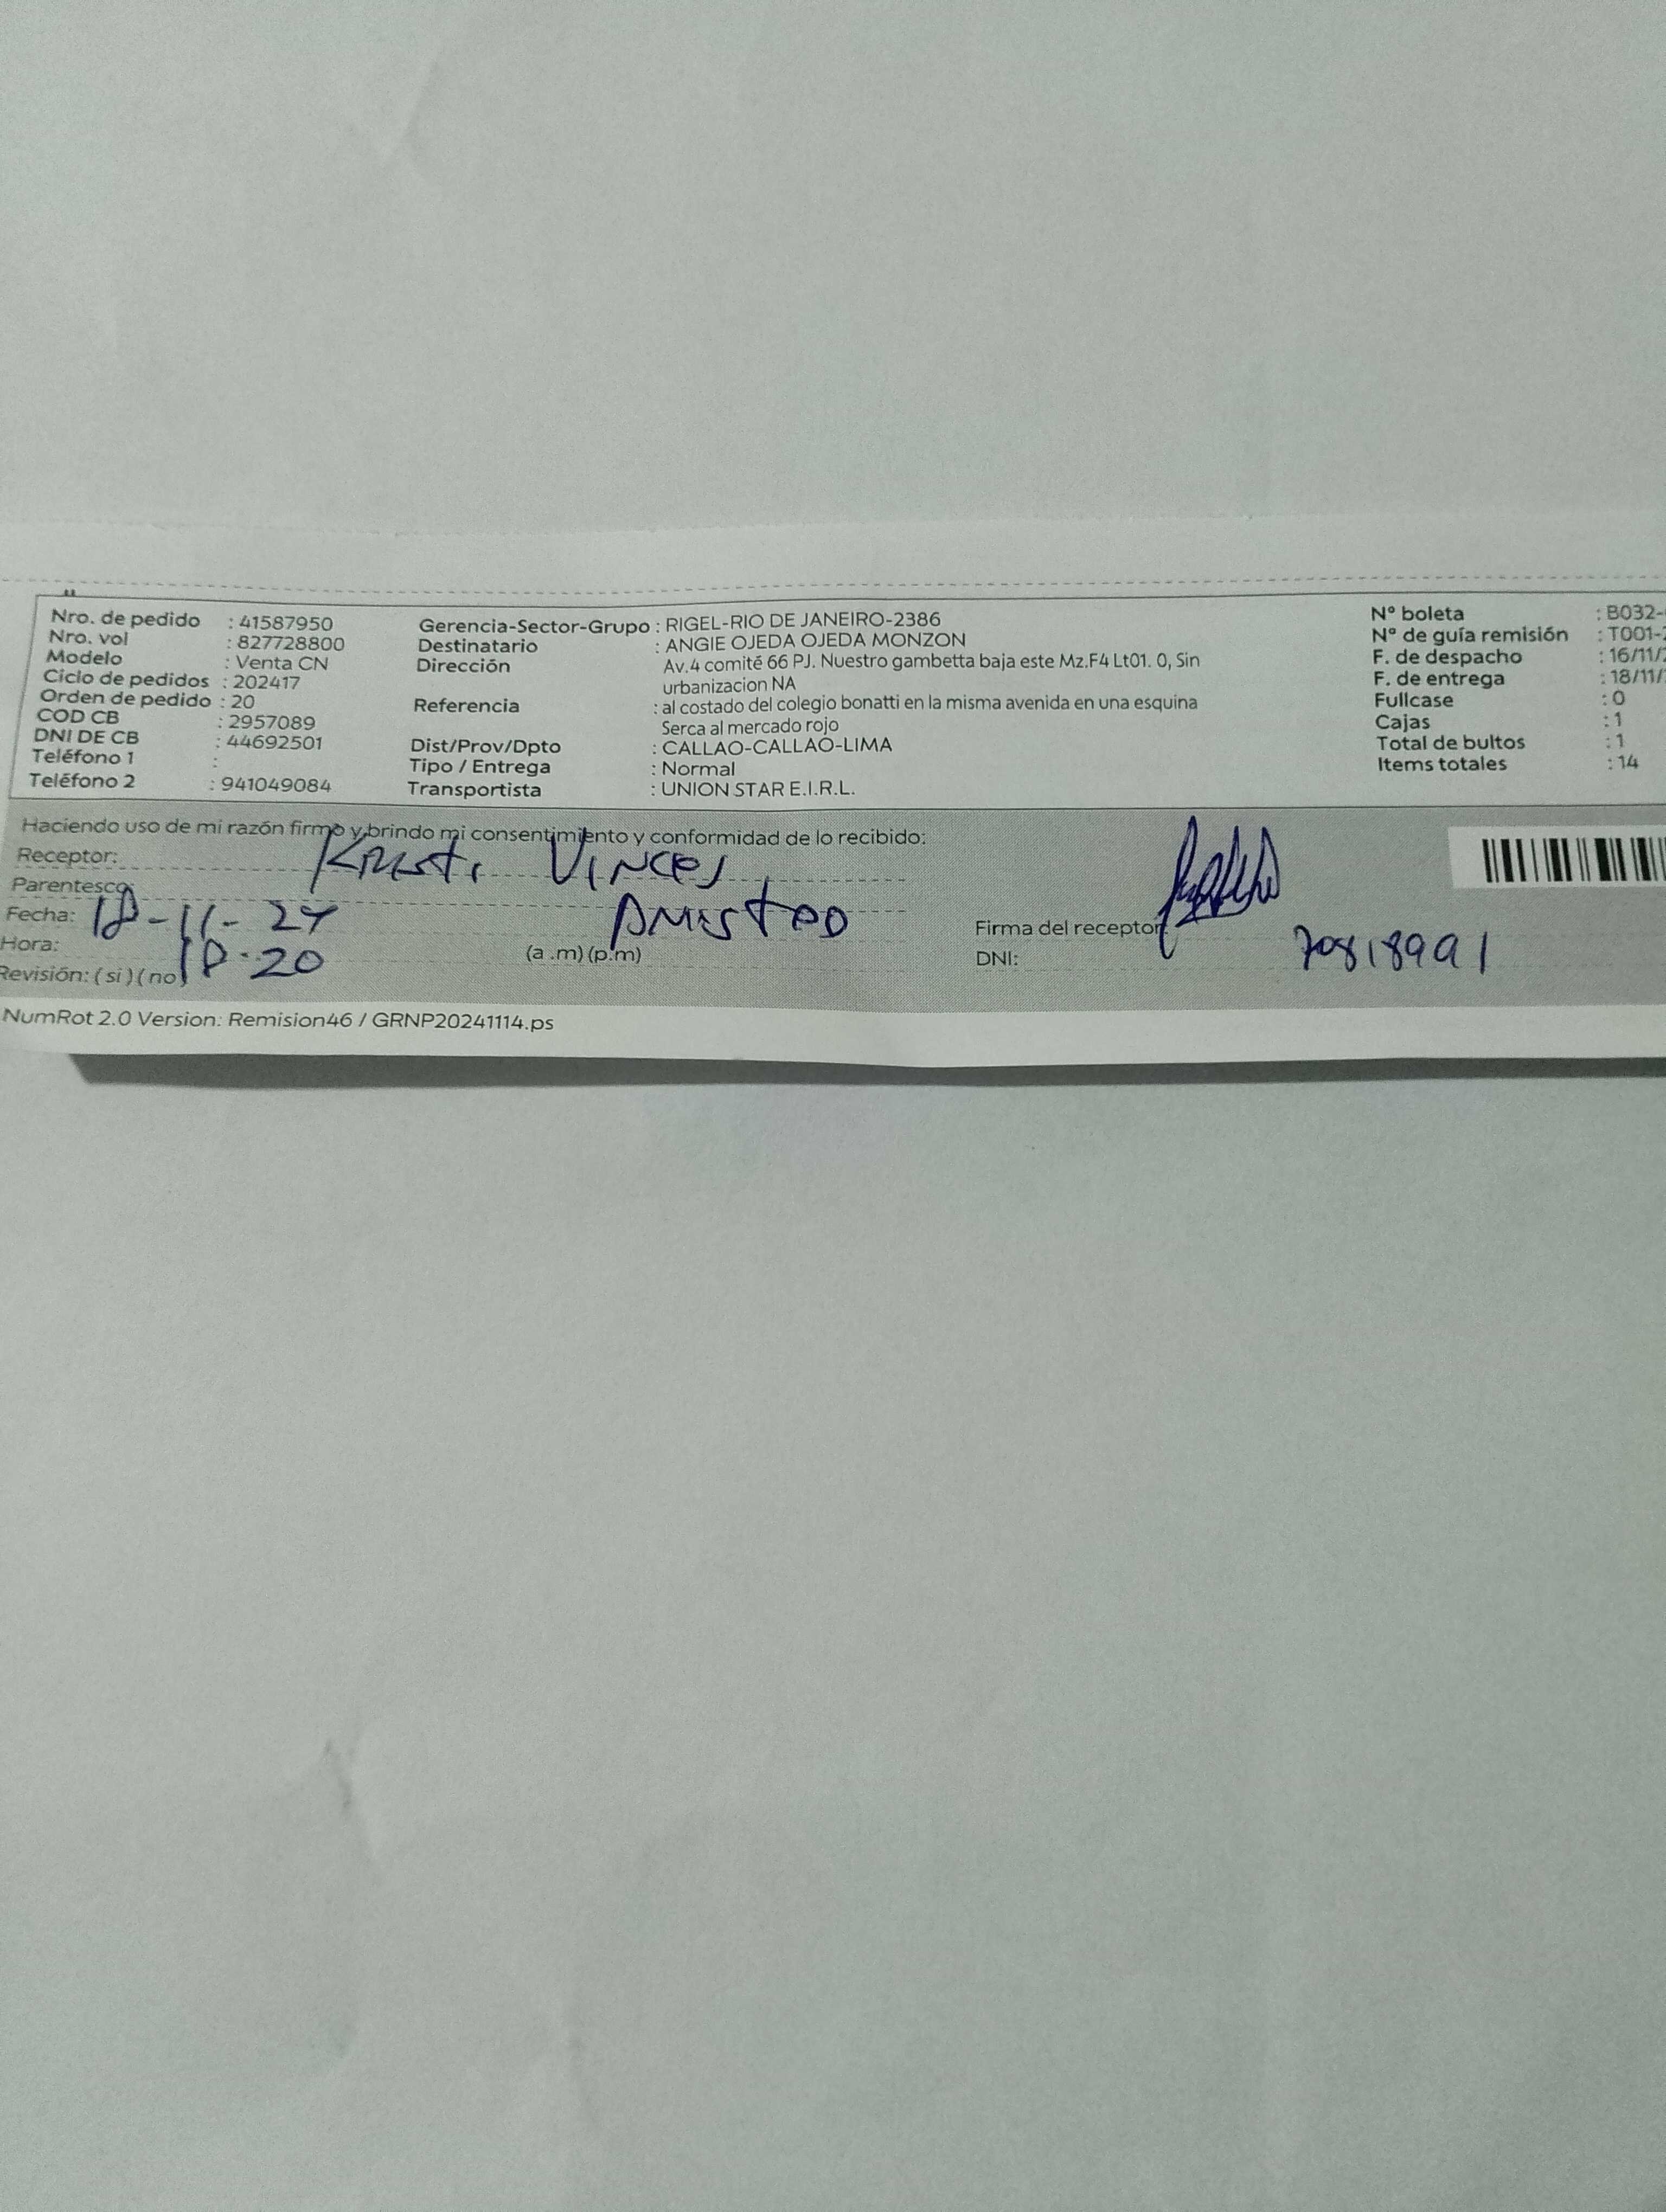 Nro. de pedido : 41587950
Nro. vol : 827728800
Modelo : Venta CN
Ciclo de pedidos : 202417
Orden de pedido : 20
COD CB : 2957089
DNI DE CB : 44692501
Teléfono 1 :
Teléfono 2 : 941049084
Gerencia-Sector-Grupo : RIGEL-RIO DE JANEIRO-2386
Destinatario : ANGIE OJEDA OJEDA MONZON
Dirección Av.4 comité 66 PJ. Nuestro gambetta baja este Mz.F4 Lt01. 0, Sin
urbanizacion NA
Referencia : al costado del colegio bonatti en la misma avenida en una esquina
Serca al mercado rojo
Dist/Prov/Dpto : CALLAO-CALLAO-LIMA
Tipo / Entrega : Normal
Transportista : UNION STAR E.I.R.L.
N° boleta : B032-
N° de guía remisión : T001-
F. de despacho : 16/11/
F. de entrega : 18/11/
Fullcase : 0
Cajas : 1
Total de bultos : 1
Items totales : 14
Haciendo uso de mi razón firmo y brindo mi consentimiento y conformidad de lo recibido:
Receptor: Vinces
Parentesco:
Fecha: 18-11-24
Hora: 18:20 (a .m) (p.m)
Revisión: ( si ) ( no )
Firma del receptor
DNI: 70818991
NumRot 2.0 Version: Remision46 / GRNP20241114.ps